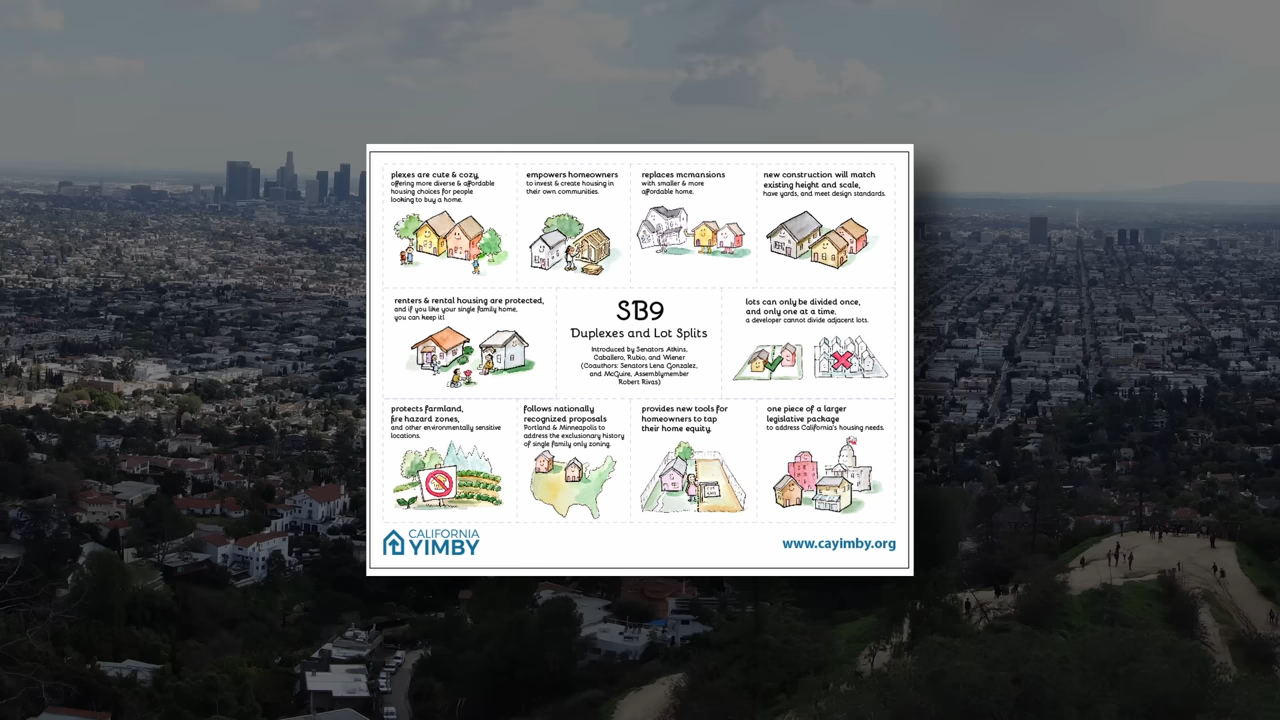 plexes are cute & cozy,
offering more diverse & affordable
housing choices for people
looking to buy a home.
empowers homeowners
to invest & create housing in
their own communities.
replaces mcmansions
with smaller & more
affordable home.
new construction will match
existing height and scale,
have yards, and meet design standards.
renters & rental housing are protected,
and if you like your single family home,
you can keep it!
SB9
Duplexes and Lot Splits
Introduced by Senators Atkins,
Caballero, Rubio, and Wiener
(Coauthors: Senators Lena Gonzalez,
and McGuire, Assemblymember
Robert Rivas)
lots can only be divided once,
and only one at a time,
a developer cannot divide adjacent lots.
protects farmland,
fire hazard zones,
and other environmentally sensitive
locations.
follows nationally
recognized proposals
Portland & Minneapolis to
address the exclusionary history
of single family only zoning.
provides new tools for
homeowners to tap
their home equity.
one piece of a larger
legislative package
to address California's housing needs.
CALIFORNIA
YIMBY
www.cayimby.org